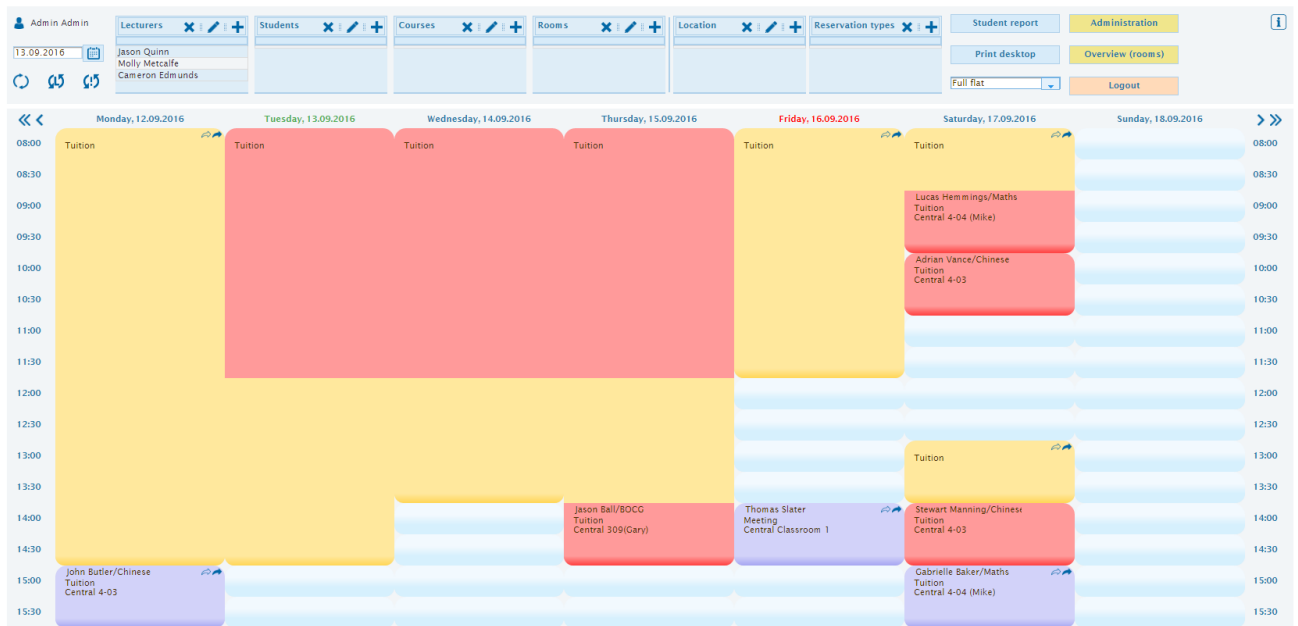 Admin Admin
Lecturers
Students
Courses
Rooms
Location
Reservation types
Student report
Administration
13.09.2016
Jason Quinn
Molly Metcalfe
Cameron Edmunds
Print desktop
Overview (rooms)
Full flat
Logout
Monday, 12.09.2016
Tuesday, 13.09.2016
Wednesday, 14.09.2016
Thursday, 15.09.2016
Friday, 16.09.2016
Saturday, 17.09.2016
Sunday, 18.09.2016
08:00
Tuition
Tuition
Tuition
Tuition
Tuition
Tuition
08:00
08:30
08:30
09:00
Lucas Hemmings/Maths
Tuition
Central 4-04 (Mike)
09:00
09:30
09:30
10:00
Adrian Vance/Chinese
Tuition
Central 4-03
10:00
10:30
10:30
11:00
11:00
11:30
11:30
12:00
12:00
12:30
12:30
13:00
Tuition
13:00
13:30
13:30
14:00
Jason Ball/BOCG
Tuition
Central 309(Gary)
Thomas Slater
Meeting
Central Classroom 1
Stewart Manning/Chinese
Tuition
Central 4-03
14:00
14:30
14:30
15:00
John Butler/Chinese
Tuition
Central 4-03
Gabrielle Baker/Maths
Tuition
Central 4-04 (Mike)
15:00
15:30
15:30